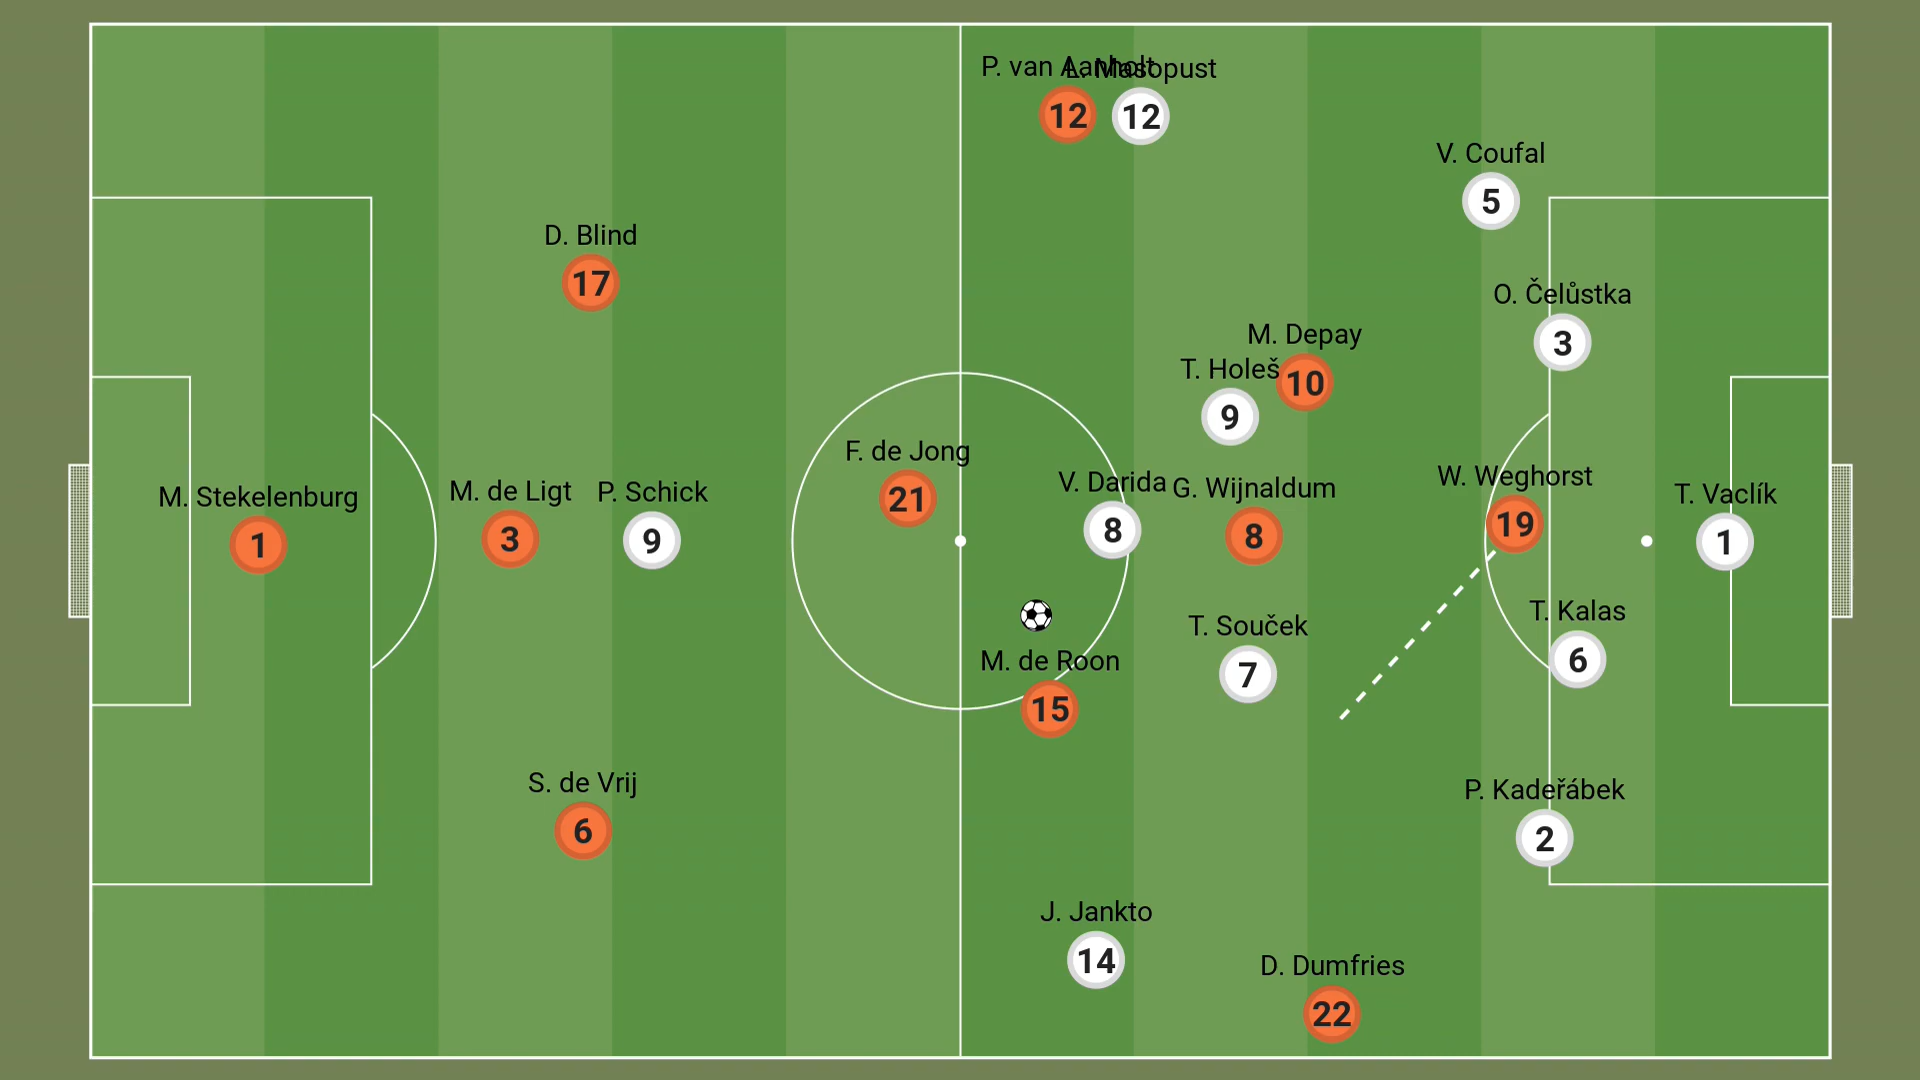 P. van Aanholt
L. Masopust
12
12
V. Coufal
5
D. Blind
17
O. Čelůstka
3
M. Depay
10
T. Holeš
9
F. de Jong
21
V. Darida
8
G. Wijnaldum
8
W. Weghorst
19
T. Vaclík
1
M. Stekelenburg
1
M. de Ligt
3
P. Schick
9
T. Kalas
6
T. Souček
7
M. de Roon
15
S. de Vrij
6
P. Kadeřábek
2
J. Jankto
14
D. Dumfries
22